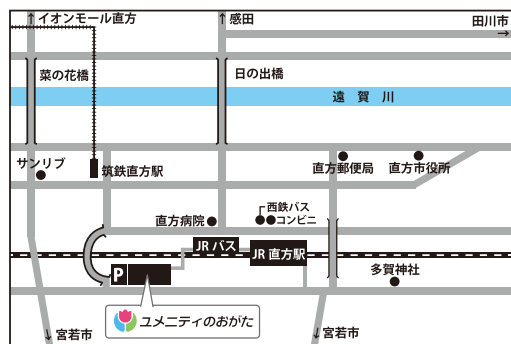 ↑イオンモール直方
↑感田
田川市
→
菜の花橋
日の出橋
遠賀川
サンリブ
筑鉄直方駅
直方郵便局
直方市役所
西鉄バス
直方病院
コンビニ
JR バス
JR 直方駅
P
多賀神社
ユメニティのおがた
↓宮若市
↓宮若市